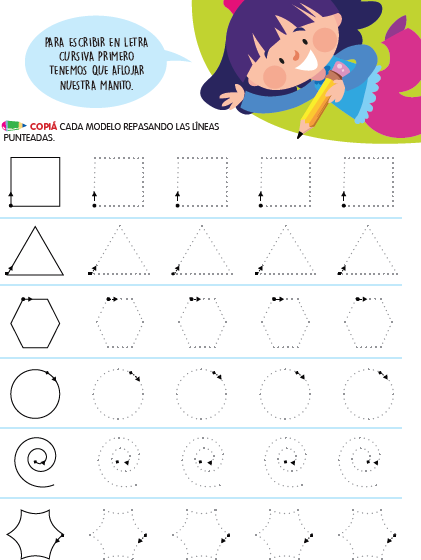 PARA ESCRIBIR EN LETRA
CURSIVA PRIMERO
TENEMOS QUE AFLOJAR
NUESTRA MANITO.
COPIÁ CADA MODELO REPASANDO LAS LÍNEAS
PUNTEADAS.